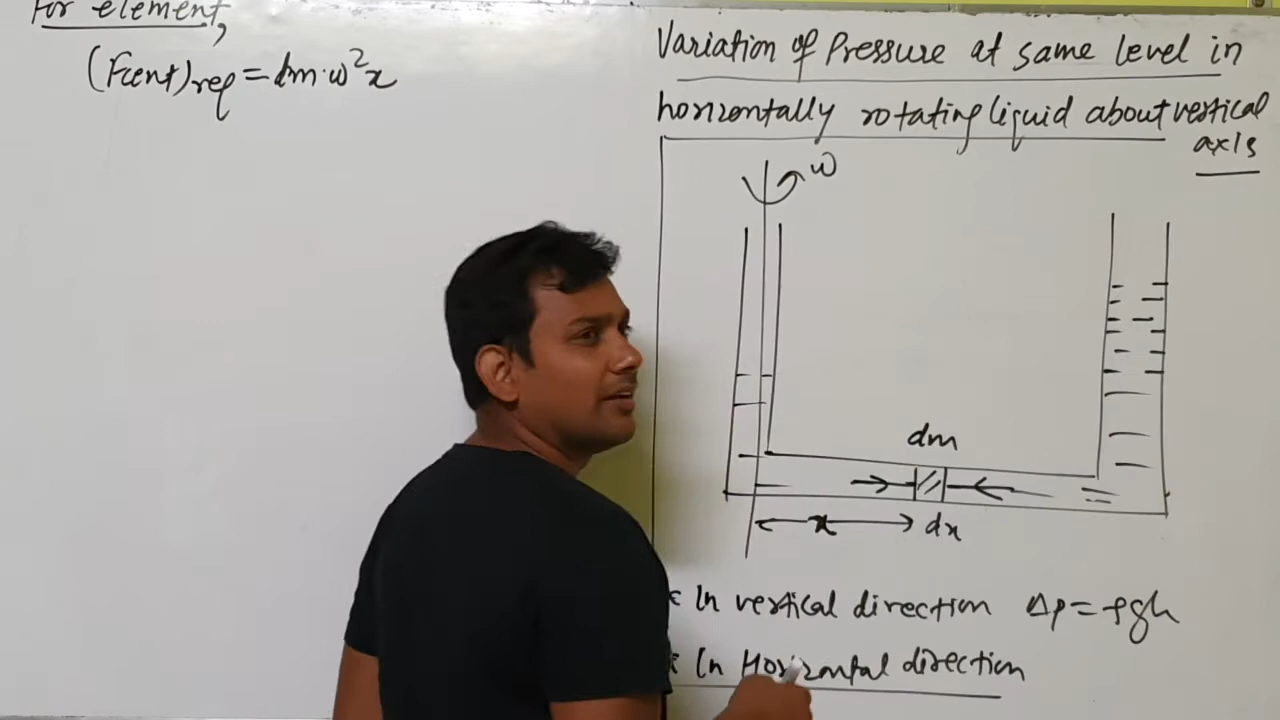 For element,
(Fcent)req = dm·ω²x
Variation of Pressure at same level in
horizontally rotating liquid about vertical
axis
ω
dm
x
dx
* In vertical direction Δp = ρgh
* In Horizontal direction